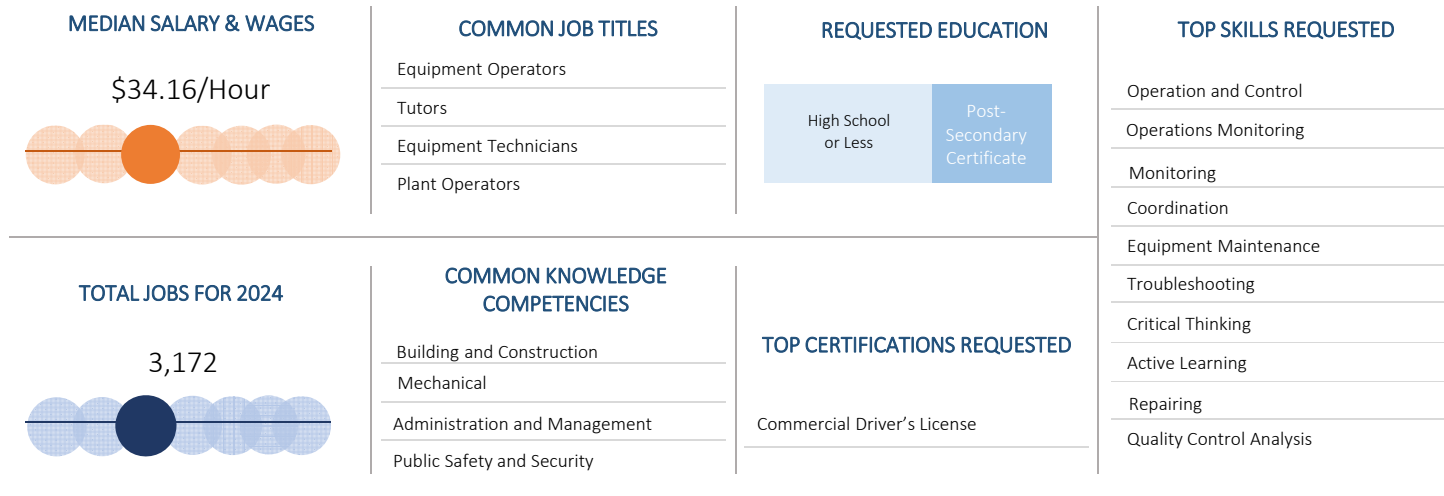 MEDIAN SALARY & WAGES
$34.16/Hour
COMMON JOB TITLES
Equipment Operators
Tutors
Equipment Technicians
Plant Operators
REQUESTED EDUCATION
High School
or Less
Post-
Secondary
Certificate
TOP SKILLS REQUESTED
Operation and Control
Operations Monitoring
Monitoring
Coordination
Equipment Maintenance
Troubleshooting
Critical Thinking
Active Learning
Repairing
Quality Control Analysis
TOTAL JOBS FOR 2024
3,172
COMMON KNOWLEDGE
COMPETENCIES
Building and Construction
Mechanical
Administration and Management
Public Safety and Security
TOP CERTIFICATIONS REQUESTED
Commercial Driver’s License